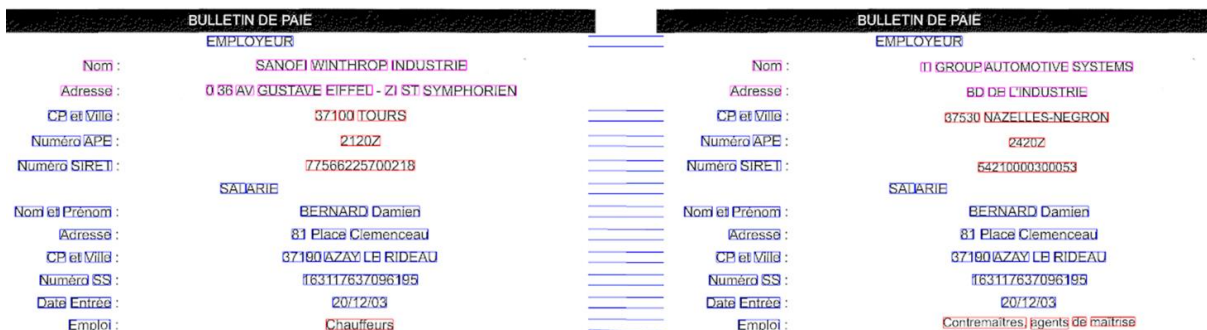 BULLETIN DE PAIE
EMPLOYEUR
Nom : SANOFI WINTHROP INDUSTRIE
Adresse : 0 36 AV GUSTAVE EIFFEL - ZI ST SYMPHORIEN
CP et Ville : 37100 TOURS
Numéro APE : 2120Z
Numéro SIRET : 77566225700218
SALARIE
Nom et Prénom : BERNARD Damien
Adresse : 81 Place Clemenceau
CP et Ville : 37190 AZAY LE RIDEAU
Numéro SS : 163117637096195
Date Entrée : 20/12/03
Emploi : Chauffeurs
BULLETIN DE PAIE
EMPLOYEUR
Nom : TI GROUP AUTOMOTIVE SYSTEMS
Adresse : BD DE L'INDUSTRIE
CP et Ville : 37530 NAZELLES-NEGRON
Numéro APE : 2420Z
Numéro SIRET : 54210000300053
SALARIE
Nom et Prénom : BERNARD Damien
Adresse : 81 Place Clemenceau
CP et Ville : 37190 AZAY LE RIDEAU
Numéro SS : 163117637096195
Date Entrée : 20/12/03
Emploi : Contremaîtres, agents de maîtrise